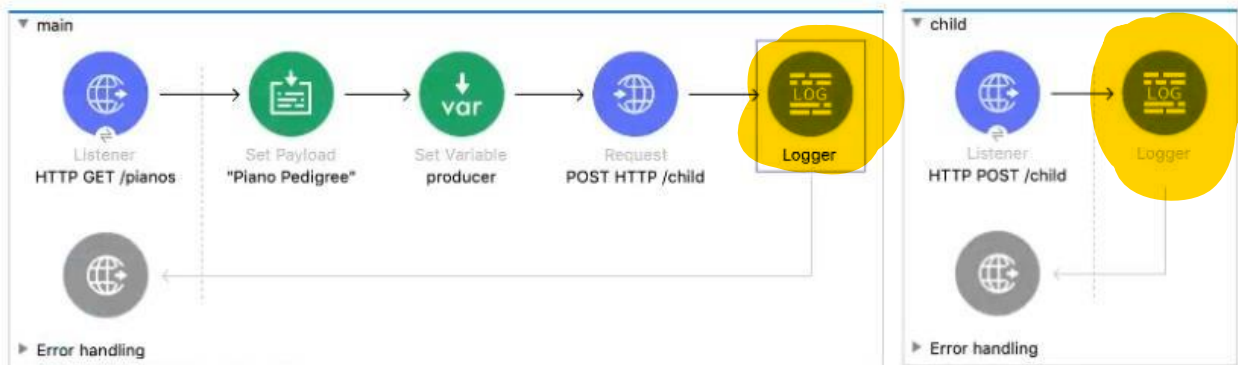 main
child
var
LOG
LOG
Listener
Set Payload
Set Variable
Request
Logger
Listener
Logger
HTTP GET /pianos
"Piano Pedigree"
producer
POST HTTP /child
HTTP POST /child
Error handling
Error handling